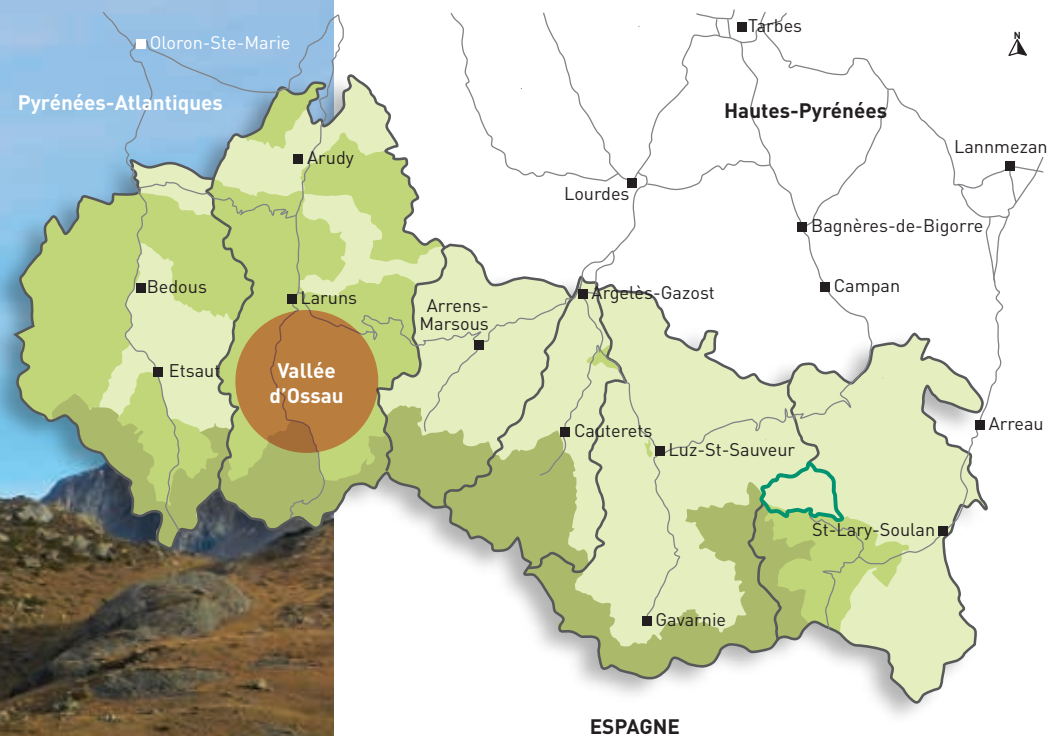 Tarbes
N
Oloron-Ste-Marie
Pyrénées-Atlantiques
Hautes-Pyrénées
Lannmezan
Arudy
Lourdes
Bagnères-de-Bigorre
Bedous
Laruns
Arrens-
Marsous
Argelès-Gazost
Campan
Etsaut
Vallée
d'Ossau
Cauterets
Luz-St-Sauveur
Arreau
St-Lary-Soulan
Gavarnie
ESPAGNE